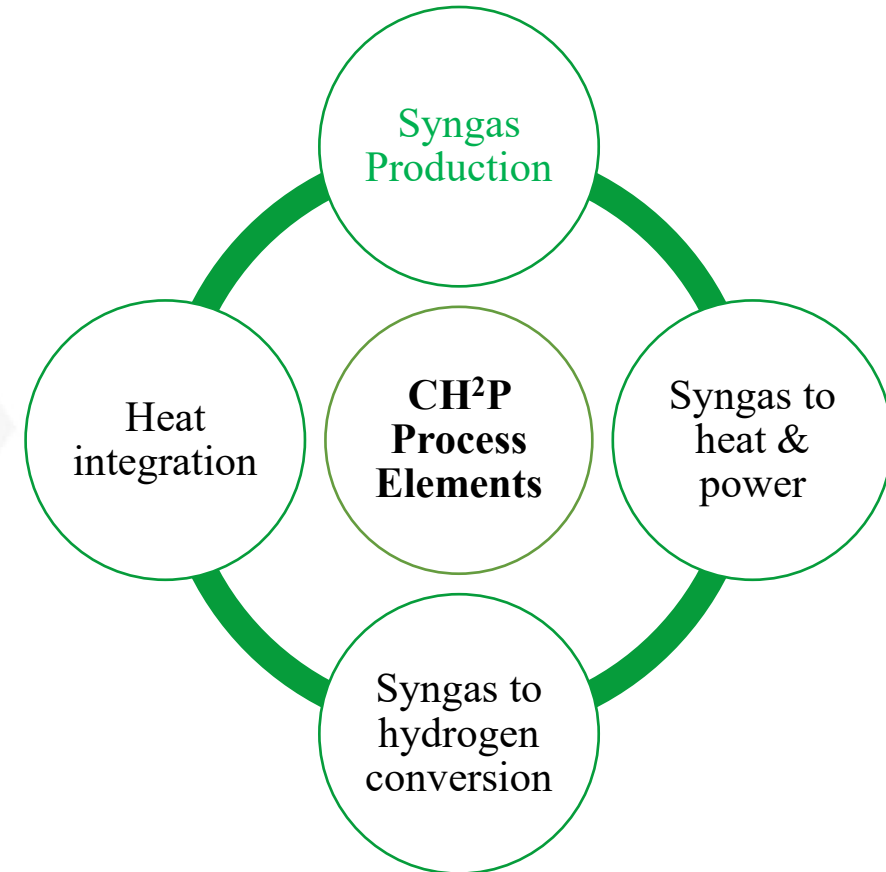 Syngas
Production
Heat
integration
CH²P
Process
Elements
Syngas to
heat &
power
Syngas to
hydrogen
conversion